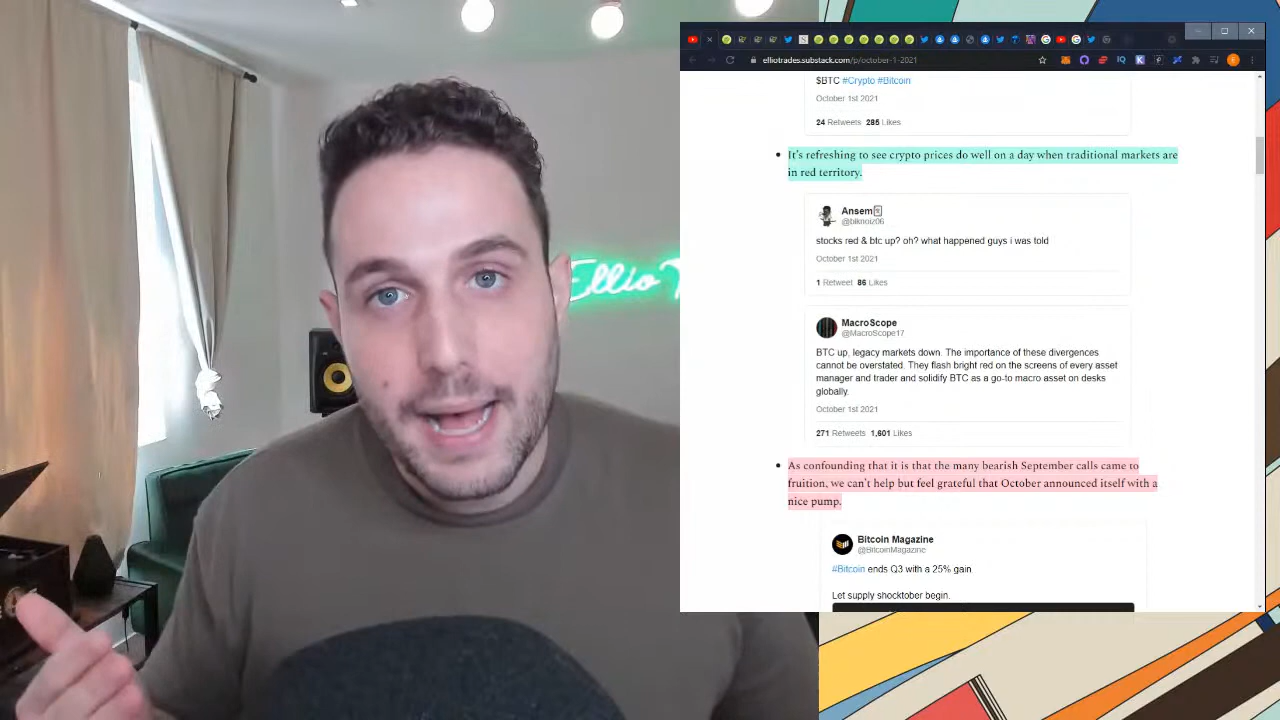 Ellio T
elliotrades.substack.com/p/october-1-2021
$BTC #Crypto #Bitcoin
October 1st 2021
24 Retweets 285 Likes
It's refreshing to see crypto prices do well on a day when traditional markets are
in red territory.
Ansem
@blknoiz06
stocks red & btc up? oh? what happened guys i was told
October 1st 2021
1 Retweet 86 Likes
MacroScope
@MacroScope17
BTC up, legacy markets down. The importance of these divergences
cannot be overstated. They flash bright red on the screens of every asset
manager and trader and solidify BTC as a go-to macro asset on desks
globally.
October 1st 2021
271 Retweets 1,601 Likes
As confounding that it is that the many bearish September calls came to
fruition, we can't help but feel grateful that October announced itself with a
nice pump.
Bitcoin Magazine
@BitcoinMagazine
#Bitcoin ends Q3 with a 25% gain.
Let supply shocktober begin.